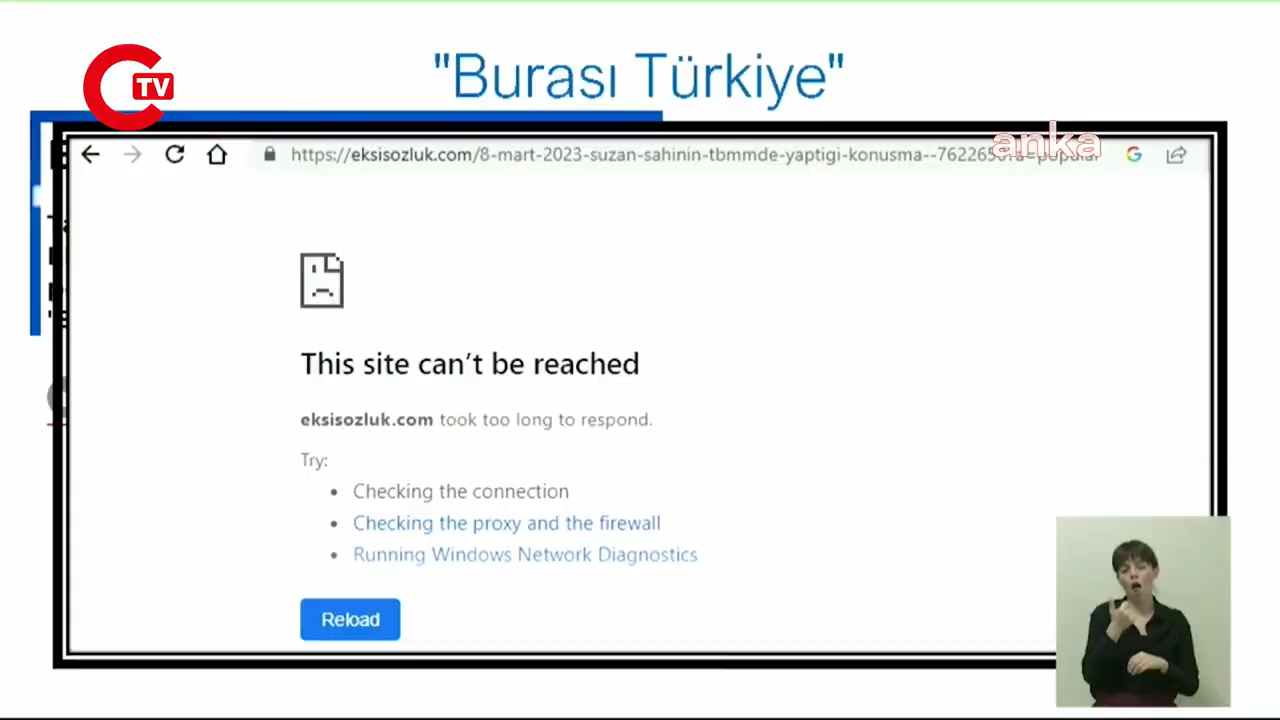 "Burası Türkiye"
TV
anka
https://eksisozluk.com/8-mart-2023-suzan-sahinin-tbmmde-yaptigi-konusma--762265
This site can't be reached
eksisozluk.com took too long to respond.
Try:
• Checking the connection
• Checking the proxy and the firewall
• Running Windows Network Diagnostics
Reload